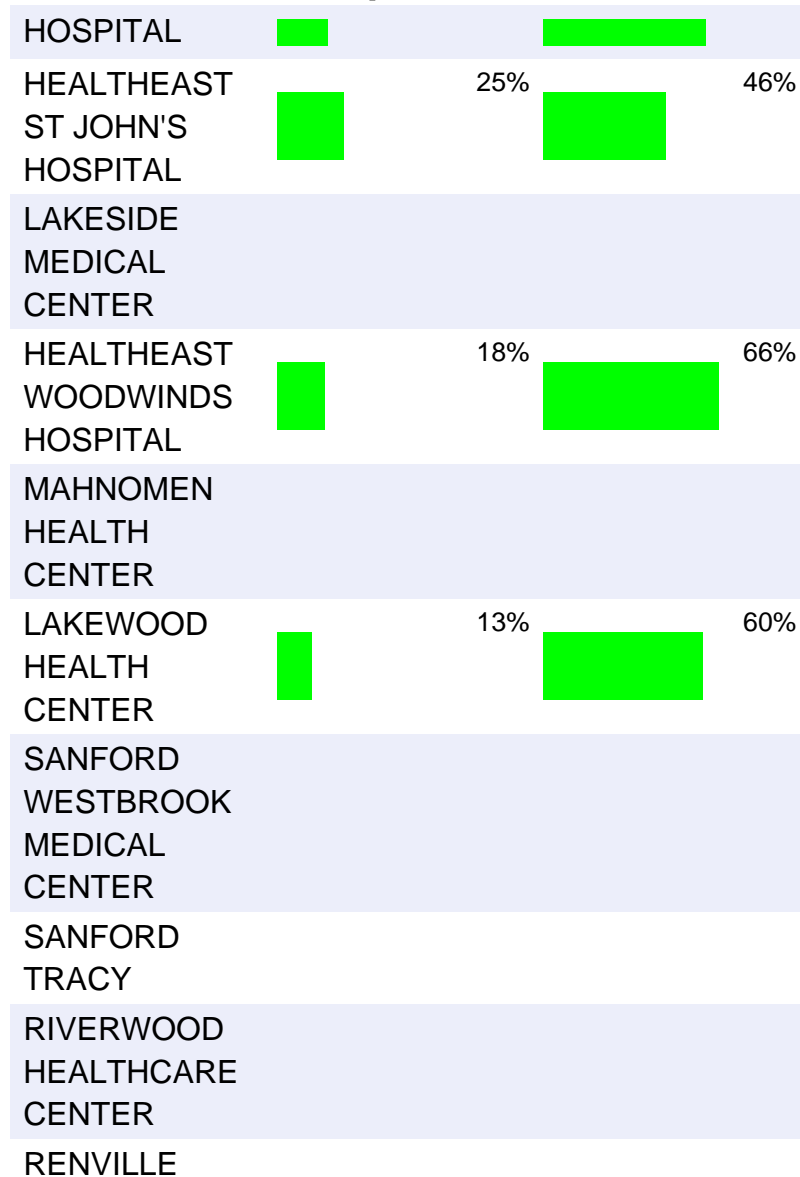 HOSPITAL
HEALTHEAST 25% 46%
ST JOHN'S
HOSPITAL
LAKESIDE
MEDICAL
CENTER
HEALTHEAST 18% 66%
WOODWINDS
HOSPITAL
MAHNOMEN
HEALTH
CENTER
LAKEWOOD 13% 60%
HEALTH
CENTER
SANFORD
WESTBROOK
MEDICAL
CENTER
SANFORD
TRACY
RIVERWOOD
HEALTHCARE
CENTER
RENVILLE